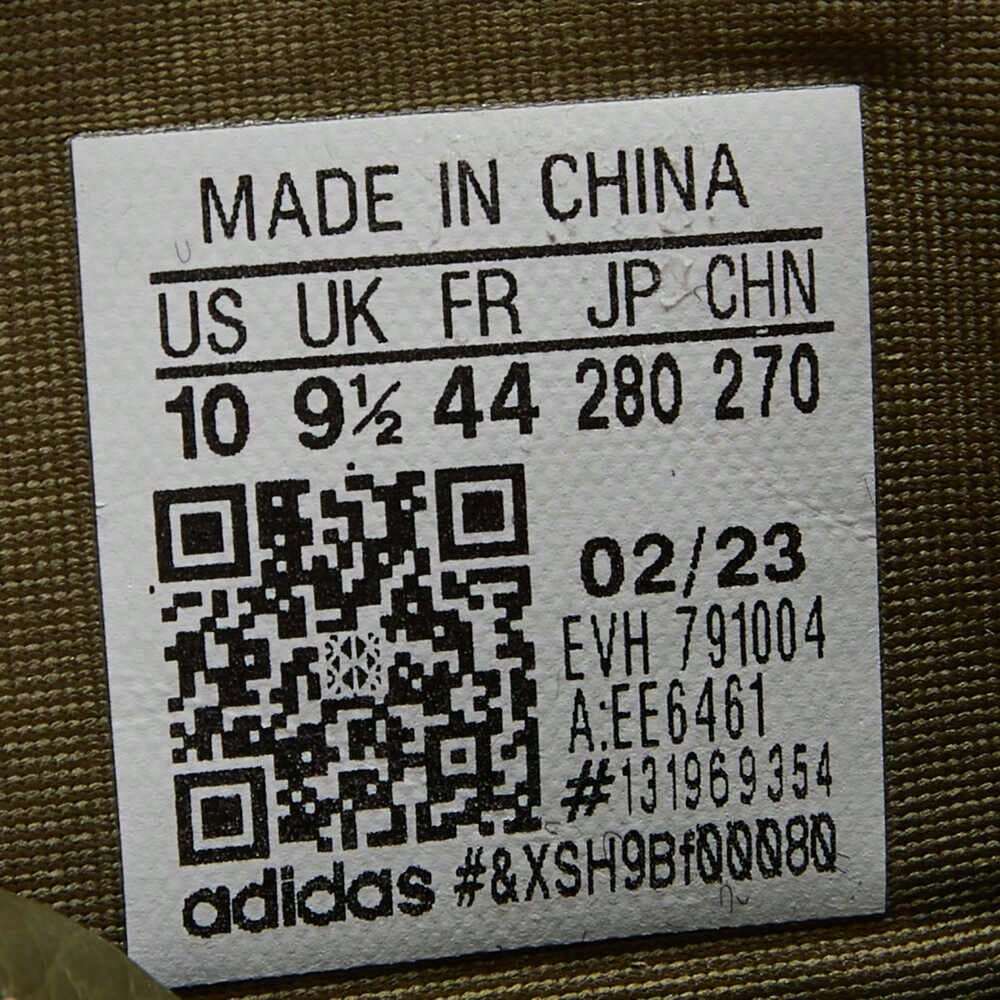 MADE IN CHINA
US UK FR JP CHN
10 9½ 44 280 270
02/23
EVH 791004
A:EE6461
#131969354
adidas #&XSH9Bf00080